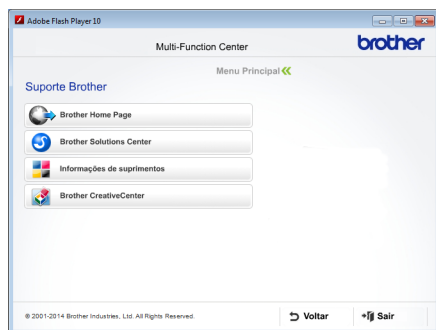 Adobe Flash Player 10
Multi-Function Center
brother
Menu Principal
Suporte Brother
Brother Home Page
Brother Solutions Center
Informações de suprimentos
Brother CreativeCenter
© 2001-2014 Brother Industries, Ltd. All Rights Reserved.
Voltar
Sair